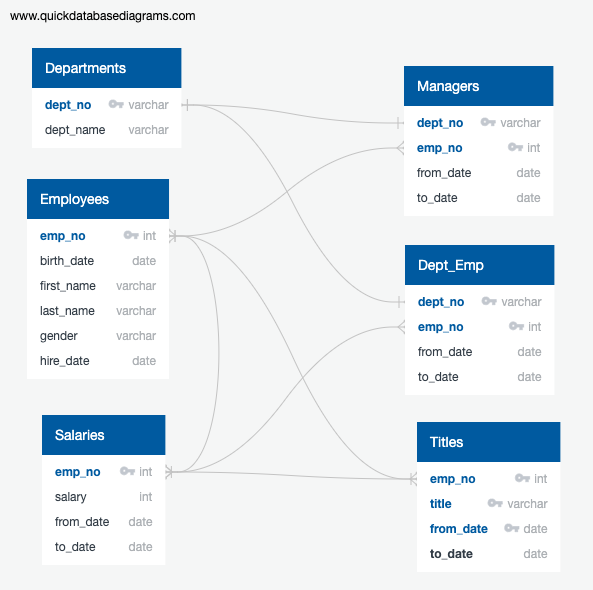 www.quickdatabasediagrams.com
Departments
dept_no varchar
dept_name varchar
Employees
emp_no int
birth_date date
first_name varchar
last_name varchar
gender varchar
hire_date date
Salaries
emp_no int
salary int
from_date date
to_date date
Managers
dept_no varchar
emp_no int
from_date date
to_date date
Dept_Emp
dept_no varchar
emp_no int
from_date date
to_date date
Titles
emp_no int
title varchar
from_date date
to_date date